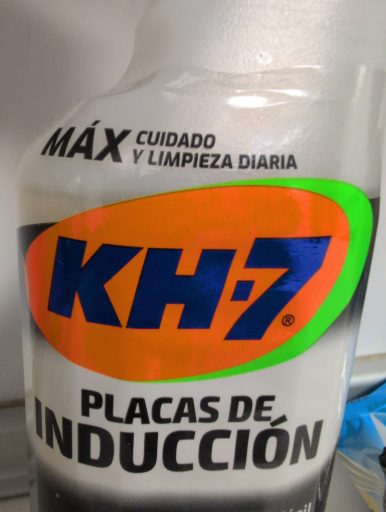 MÁX CUIDADO
Y LIMPIEZA DIARIA
KH-7®
PLACAS DE
INDUCCIÓN